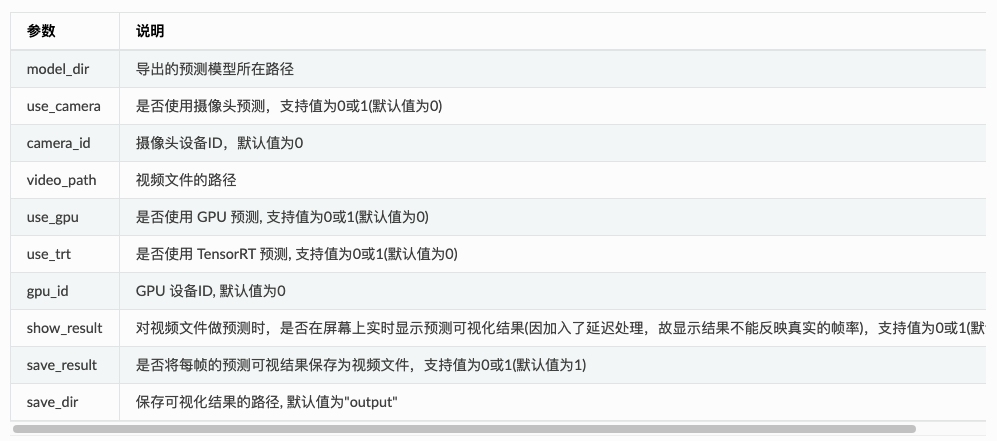 参数 说明
model_dir 导出的预测模型所在路径
use_camera 是否使用摄像头预测，支持值为0或1(默认值为0)
camera_id 摄像头设备ID，默认值为0
video_path 视频文件的路径
use_gpu 是否使用 GPU 预测, 支持值为0或1(默认值为0)
use_trt 是否使用 TensorRT 预测, 支持值为0或1(默认值为0)
gpu_id GPU 设备ID, 默认值为0
show_result 对视频文件做预测时，是否在屏幕上实时显示预测可视化结果(因加入了延迟处理，故显示结果不能反映真实的帧率)，支持值为0或1(默
save_result 是否将每帧的预测可视结果保存为视频文件，支持值为0或1(默认值为1)
save_dir 保存可视化结果的路径, 默认值为"output"